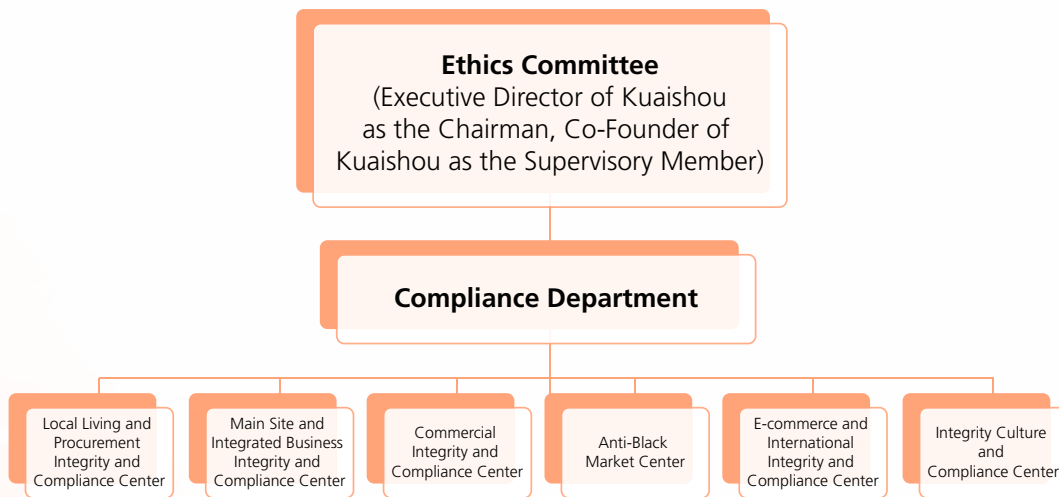 Ethics Committee
(Executive Director of Kuaishou
as the Chairman, Co-Founder of
Kuaishou as the Supervisory Member)
Compliance Department
Local Living and
Procurement
Integrity and
Compliance Center
Main Site and
Integrated Business
Integrity and
Compliance Center
Commercial
Integrity and
Compliance Center
Anti-Black
Market Center
E-commerce and
International
Integrity and
Compliance Center
Integrity Culture
and
Compliance Center